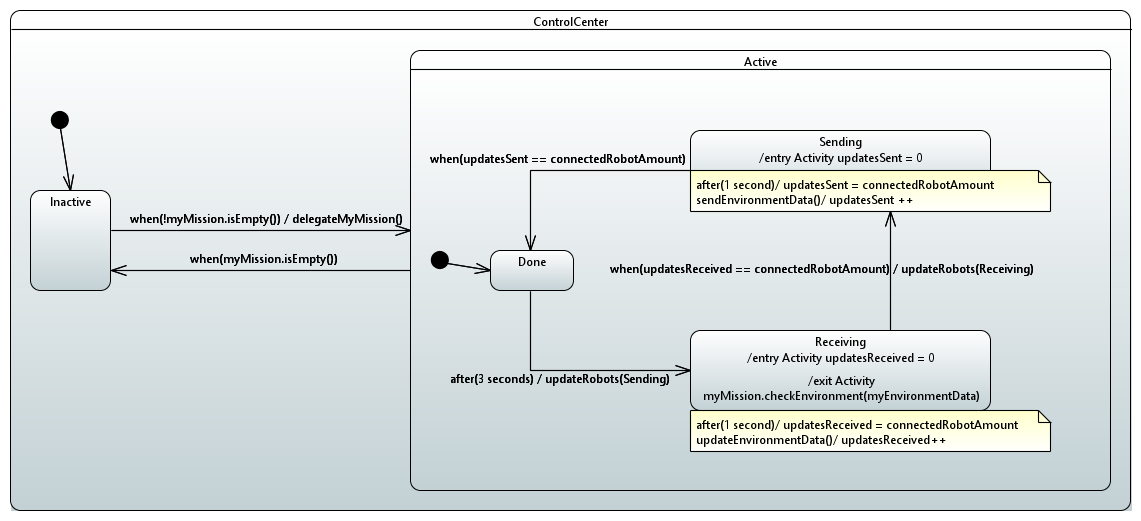 ControlCenter
Active
Sending
/entry Activity updatesSent = 0
when(updatesSent == connectedRobotAmount)
after(1 second)/ updatesSent = connectedRobotAmount
sendEnvironmentData()/ updatesSent ++
Inactive
when(!myMission.isEmpty()) / delegateMyMission()
when(myMission.isEmpty())
Done
when(updatesReceived == connectedRobotAmount) / updateRobots(Receiving)
Receiving
/entry Activity updatesReceived = 0
/exit Activity
myMission.checkEnvironment(myEnvironmentData)
after(3 seconds) / updateRobots(Sending)
after(1 second)/ updatesReceived = connectedRobotAmount
updateEnvironmentData()/ updatesReceived++